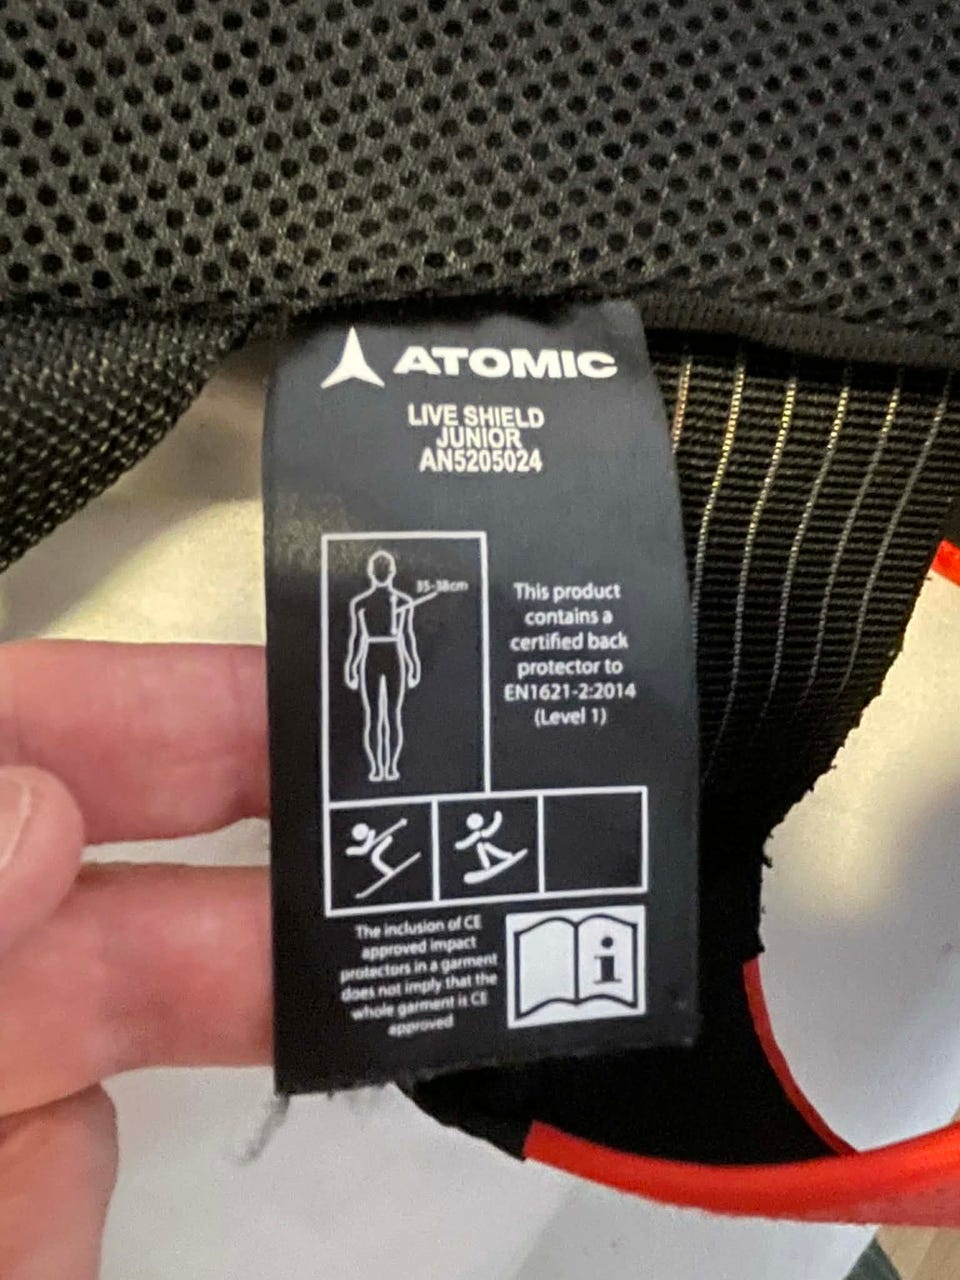 ATOMIC
LIVE SHIELD
JUNIOR
AN5205024
35-38cm
This product
contains a
certified back
protector to
EN1621-2:2014
(Level 1)
The inclusion of CE
approved impact
protectors in a garment
does not imply that the
whole garment is CE
approved
i